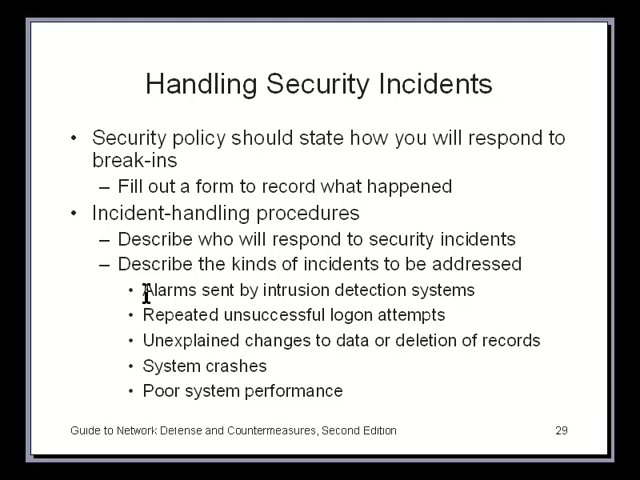 Handling Security Incidents
• Security policy should state how you will respond to
break-ins
– Fill out a form to record what happened
• Incident-handling procedures
– Describe who will respond to security incidents
– Describe the kinds of incidents to be addressed
• Alarms sent by intrusion detection systems
• Repeated unsuccessful logon attempts
• Unexplained changes to data or deletion of records
• System crashes
• Poor system performance
Guide to Network Defense and Countermeasures, Second Edition
29